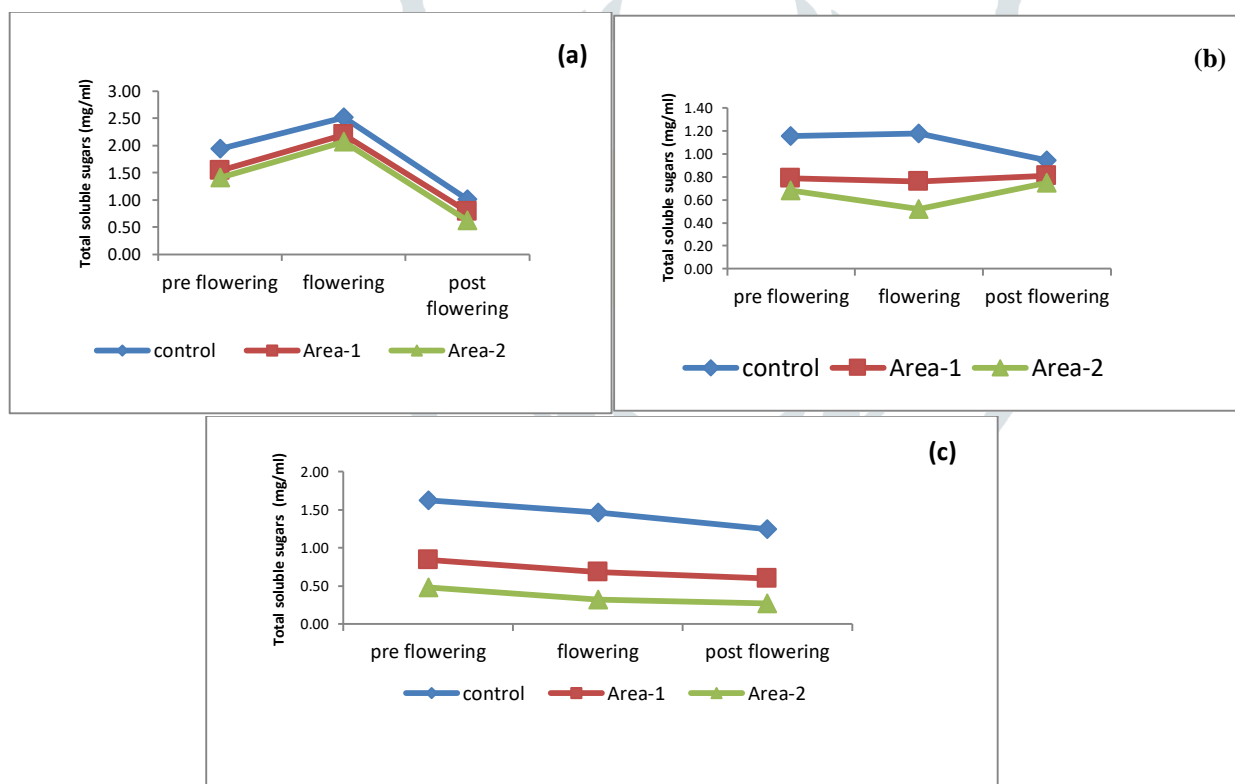 (a)
Total soluble sugars (mg/ml)
3.00
2.50
2.00
1.50
1.00
0.50
0.00
pre flowering
flowering
post
flowering
control
Area-1
Area-2
(b)
Total soluble sugars (mg/ml)
1.40
1.20
1.00
0.80
0.60
0.40
0.20
0.00
pre flowering
flowering
post flowering
control
Area-1
Area-2
(c)
Total soluble sugars (mg/ml)
2.00
1.50
1.00
0.50
0.00
pre flowering
flowering
post flowering
control
Area-1
Area-2